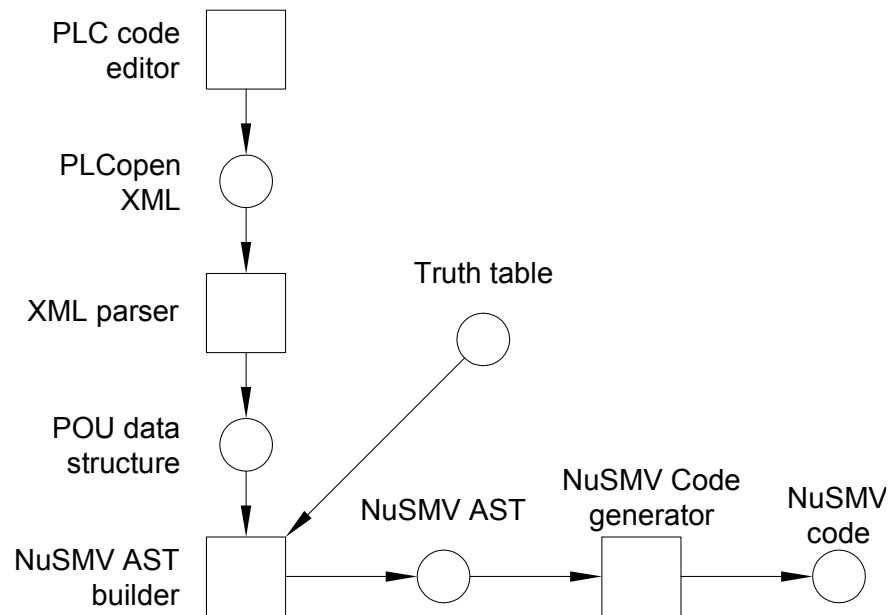 PLC code
editor
PLCopen
XML
XML parser
Truth table
POU data
structure
NuSMV AST
builder
NuSMV AST
NuSMV Code
generator
NuSMV
code